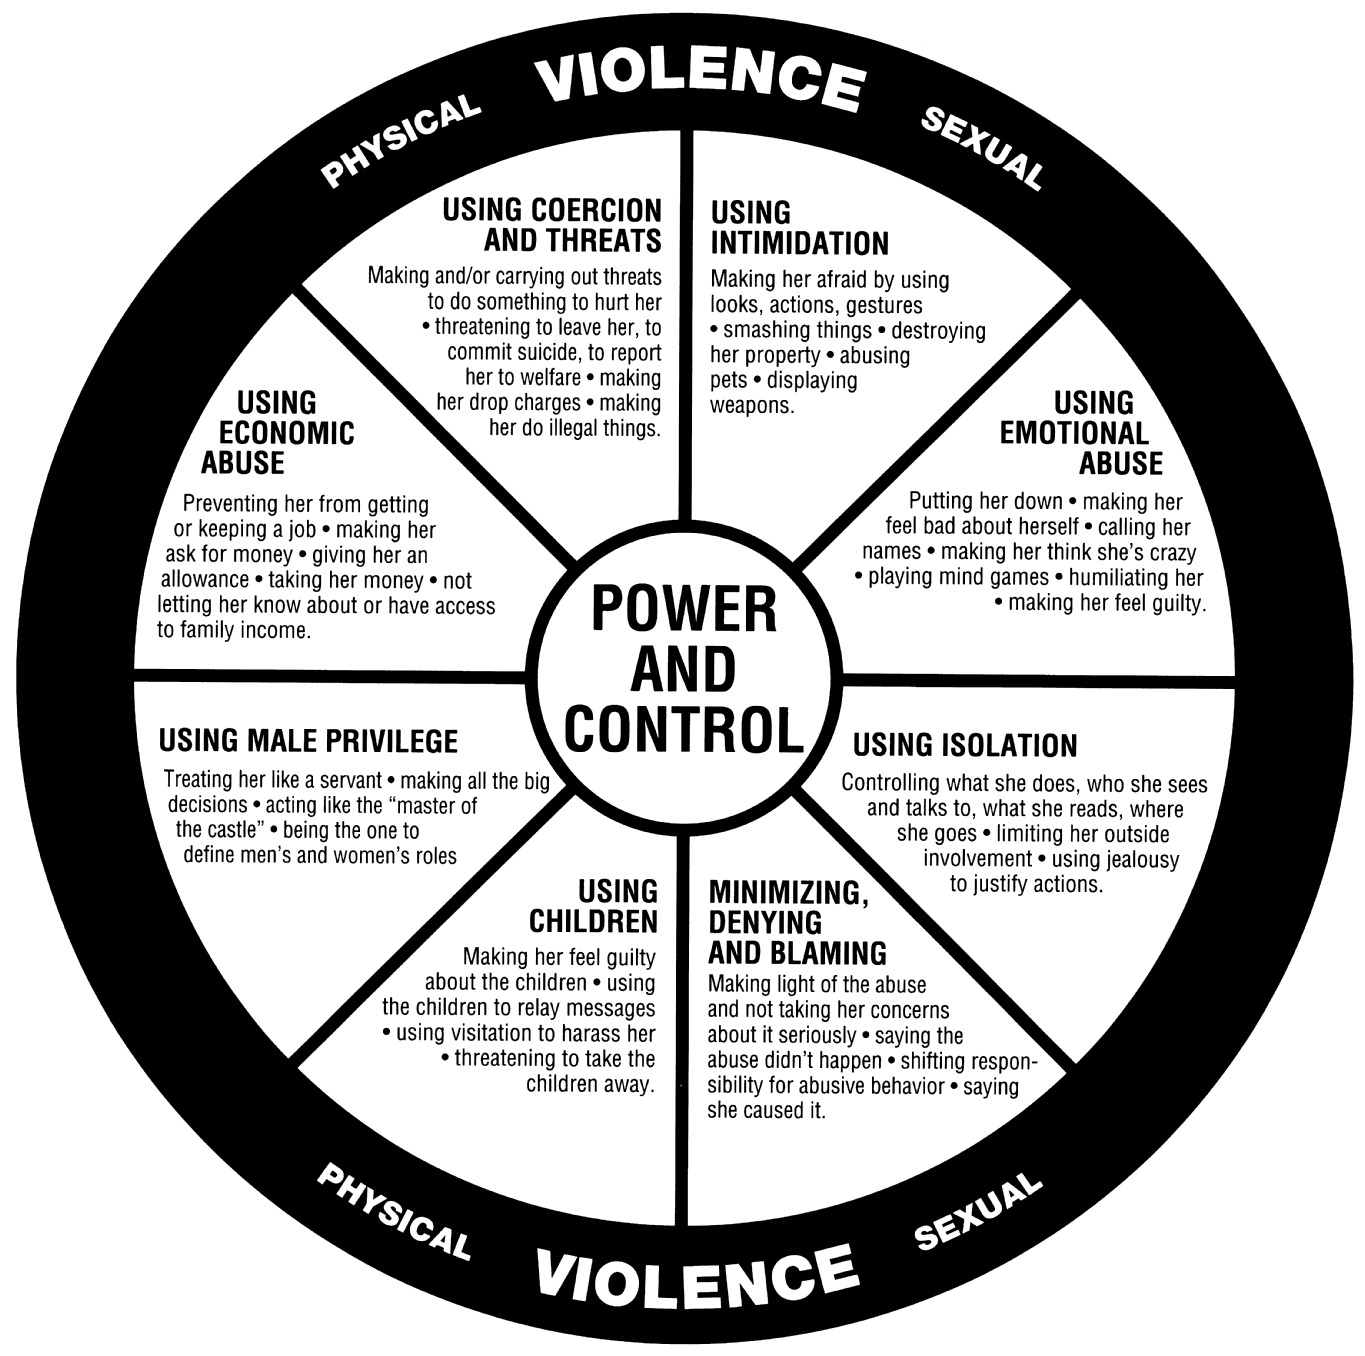 PHYSICAL VIOLENCE SEXUAL
USING COERCION
AND THREATS
Making and/or carrying out threats
to do something to hurt her
• threatening to leave her, to
commit suicide, to report
her to welfare • making
her drop charges • making
her do illegal things.
USING
INTIMIDATION
Making her afraid by using
looks, actions, gestures
• smashing things • destroying
her property • abusing
pets • displaying
weapons.
USING
ECONOMIC
ABUSE
Preventing her from getting
or keeping a job • making her
ask for money • giving her an
allowance • taking her money • not
letting her know about or have access
to family income.
USING
EMOTIONAL
ABUSE
Putting her down • making her
feel bad about herself • calling her
names • making her think she's crazy
• playing mind games • humiliating her
• making her feel guilty.
POWER
AND
CONTROL
USING MALE PRIVILEGE
Treating her like a servant • making all the big
decisions • acting like the “master of
the castle” • being the one to
define men's and women's roles
USING ISOLATION
Controlling what she does, who she sees
and talks to, what she reads, where
she goes • limiting her outside
involvement • using jealousy
to justify actions.
USING
CHILDREN
Making her feel guilty
about the children • using
the children to relay messages
• using visitation to harass her
• threatening to take the
children away.
MINIMIZING,
DENYING
AND BLAMING
Making light of the abuse
and not taking her concerns
about it seriously • saying the
abuse didn't happen • shifting respon-
sibility for abusive behavior • saying
she caused it.
PHYSICAL VIOLENCE SEXUAL